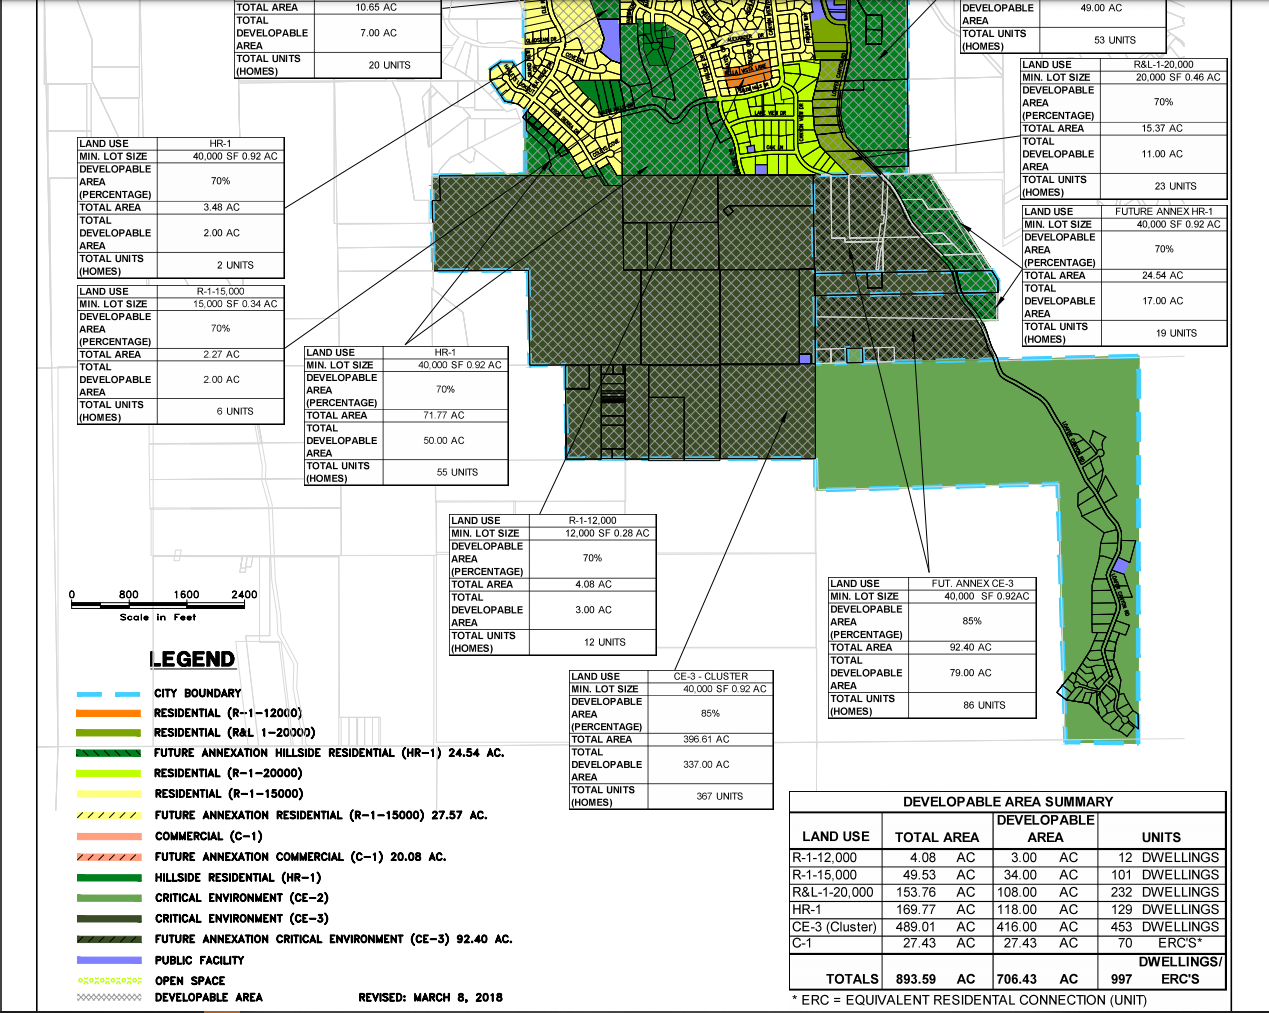 TOTAL AREA 10.65 AC
TOTAL DEVELOPABLE AREA 7.00 AC
TOTAL UNITS (HOMES) 20 UNITS
DEVELOPABLE AREA 49.00 AC
TOTAL UNITS (HOMES) 53 UNITS
LAND USE R&L-1-20,000
MIN. LOT SIZE 20,000 SF 0.46 AC
DEVELOPABLE AREA (PERCENTAGE) 70%
TOTAL AREA 15.37 AC
TOTAL DEVELOPABLE AREA 11.00 AC
TOTAL UNITS (HOMES) 23 UNITS
LAND USE HR-1
MIN. LOT SIZE 40,000 SF 0.92 AC
DEVELOPABLE AREA (PERCENTAGE) 70%
TOTAL AREA 3.48 AC
TOTAL DEVELOPABLE AREA 2.00 AC
TOTAL UNITS (HOMES) 2 UNITS
LAND USE FUTURE ANNEX HR-1
MIN. LOT SIZE 40,000 SF 0.92 AC
DEVELOPABLE AREA (PERCENTAGE) 70%
TOTAL AREA 24.54 AC
TOTAL DEVELOPABLE AREA 17.00 AC
TOTAL UNITS (HOMES) 19 UNITS
LAND USE R-1-15,000
MIN. LOT SIZE 15,000 SF 0.34 AC
DEVELOPABLE AREA (PERCENTAGE) 70%
TOTAL AREA 2.27 AC
TOTAL DEVELOPABLE AREA 2.00 AC
TOTAL UNITS (HOMES) 6 UNITS
LAND USE HR-1
MIN. LOT SIZE 40,000 SF 0.92 AC
DEVELOPABLE AREA (PERCENTAGE) 70%
TOTAL AREA 71.77 AC
TOTAL DEVELOPABLE AREA 50.00 AC
TOTAL UNITS (HOMES) 55 UNITS
LAND USE R-1-12,000
MIN. LOT SIZE 12,000 SF 0.28 AC
DEVELOPABLE AREA (PERCENTAGE) 70%
TOTAL AREA 4.08 AC
TOTAL DEVELOPABLE AREA 3.00 AC
TOTAL UNITS (HOMES) 12 UNITS
LAND USE FUT. ANNEX CE-3
MIN. LOT SIZE 40,000 SF 0.92AC
DEVELOPABLE AREA (PERCENTAGE) 85%
TOTAL AREA 92.40 AC
TOTAL DEVELOPABLE AREA 79.00 AC
TOTAL UNITS (HOMES) 86 UNITS
LAND USE CE-3 - CLUSTER
MIN. LOT SIZE 40,000 SF 0.92 AC
DEVELOPABLE AREA (PERCENTAGE) 85%
TOTAL AREA 396.61 AC
TOTAL DEVELOPABLE AREA 337.00 AC
TOTAL UNITS (HOMES) 367 UNITS
0 800 1600 2400
Scale in Feet
LEGEND
CITY BOUNDARY
RESIDENTIAL (R-1-12000)
RESIDENTIAL (R&L 1-20000)
FUTURE ANNEXATION HILLSIDE RESIDENTIAL (HR-1) 24.54 AC.
RESIDENTIAL (R-1-20000)
RESIDENTIAL (R-1-15000)
FUTURE ANNEXATION RESIDENTIAL (R-1-15000) 27.57 AC.
COMMERCIAL (C-1)
FUTURE ANNEXATION COMMERCIAL (C-1) 20.08 AC.
HILLSIDE RESIDENTIAL (HR-1)
CRITICAL ENVIRONMENT (CE-2)
CRITICAL ENVIRONMENT (CE-3)
FUTURE ANNEXATION CRITICAL ENVIRONMENT (CE-3) 92.40 AC.
PUBLIC FACILITY
OPEN SPACE
DEVELOPABLE AREA REVISED: MARCH 8, 2018
DEVELOPABLE AREA SUMMARY
LAND USE TOTAL AREA DEVELOPABLE AREA UNITS
R-1-12,000 4.08 AC 3.00 AC 12 DWELLINGS
R-1-15,000 49.53 AC 34.00 AC 101 DWELLINGS
R&L-1-20,000 153.76 AC 108.00 AC 232 DWELLINGS
HR-1 169.77 AC 118.00 AC 129 DWELLINGS
CE-3 (Cluster) 489.01 AC 416.00 AC 453 DWELLINGS
C-1 27.43 AC 27.43 AC 70 ERC'S*
TOTALS 893.59 AC 706.43 AC 997 DWELLINGS/ ERC'S
* ERC = EQUIVALENT RESIDENTAL CONNECTION (UNIT)